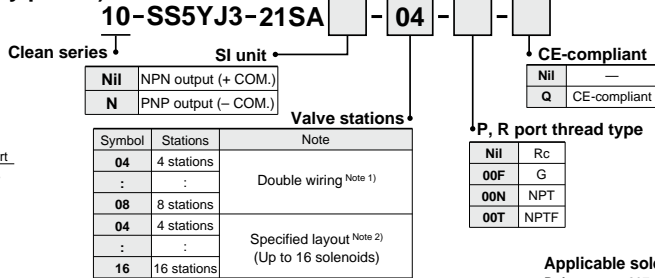 10-SS5YJ3-21SA - 04 - -
Clean series
SI unit
CE-compliant
Nil NPN output (+ COM.)
N PNP output (– COM.)
Nil —
Q CE-compliant
Valve stations
P, R port thread type
Symbol Stations Note
04 4 stations
: :
08 8 stations
Double wiring Note 1)
04 4 stations
: :
16 16 stations
Specified layout Note 2)
(Up to 16 solenoids)
Nil Rc
00F G
00N NPT
00T NPTF
Applicable sole